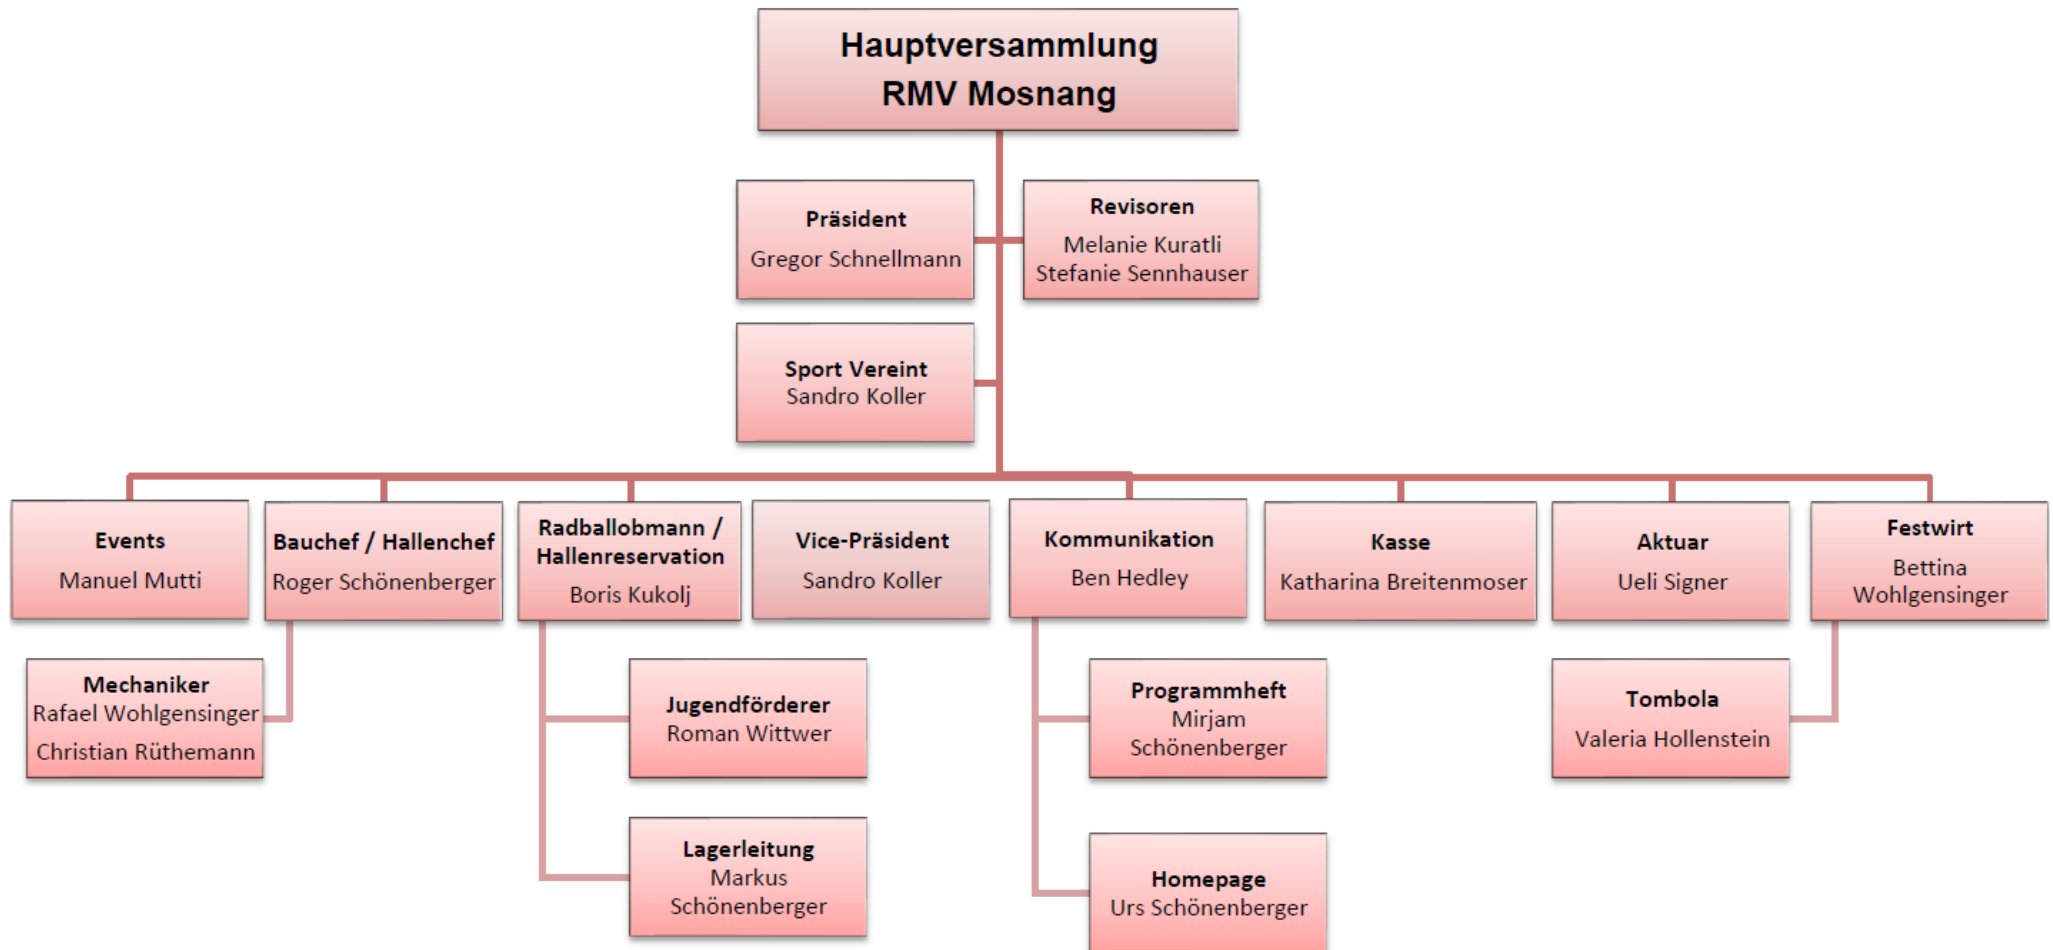 Hauptversammlung
RMV Mosnang
Präsident
Gregor Schnellmann
Revisoren
Melanie Kuratli
Stefanie Sennhauser
Sport Vereint
Sandro Koller
Events
Manuel Mutti
Bauchef / Hallenchef
Roger Schönenberger
Radballobmann /
Hallenreservation
Boris Kukolj
Vice-Präsident
Sandro Koller
Kommunikation
Ben Hedley
Kasse
Katharina Breitenmoser
Aktuar
Ueli Signer
Festwirt
Bettina
Wohlgensinger
Mechaniker
Rafael Wohlgensinger
Christian Rüthemann
Jugendförderer
Roman Wittwer
Programmheft
Mirjam
Schönenberger
Tombola
Valeria Hollenstein
Lagerleitung
Markus
Schönenberger
Homepage
Urs Schönenberger